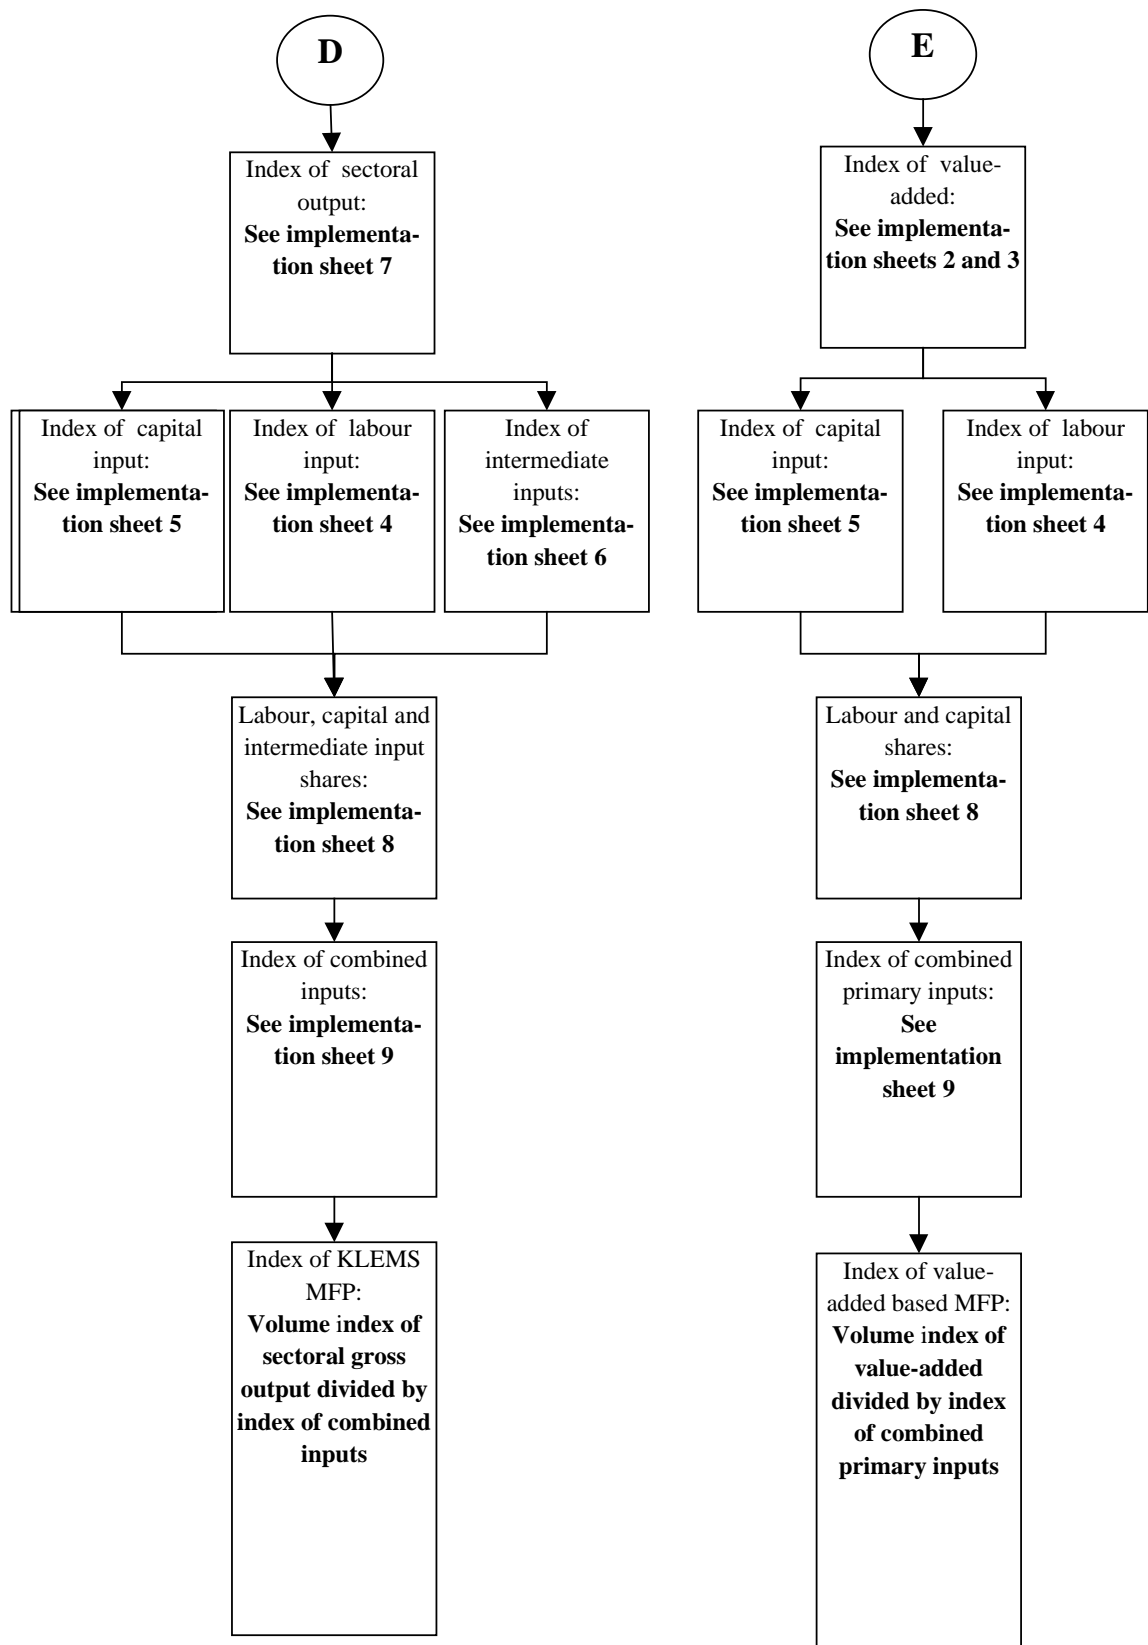 D
Index of sectoral
output:
See implementa-
tion sheet 7
Index of capital
input:
See implementa-
tion sheet 5
Index of labour
input:
See implementa-
tion sheet 4
Index of
intermediate
inputs:
See implementa-
tion sheet 6
Labour, capital and
intermediate input
shares:
See implementa-
tion sheet 8
Index of combined
inputs:
See implementa-
tion sheet 9
Index of KLEMS
MFP:
Volume index of
sectoral gross
output divided by
index of combined
inputs
E
Index of value-
added:
See implementa-
tion sheets 2 and 3
Index of capital
input:
See implementa-
tion sheet 5
Index of labour
input:
See implementa-
tion sheet 4
Labour and capital
shares:
See implementa-
tion sheet 8
Index of combined
primary inputs:
See
implementation
sheet 9
Index of value-
added based MFP:
Volume index of
value-added
divided by index
of combined
primary inputs